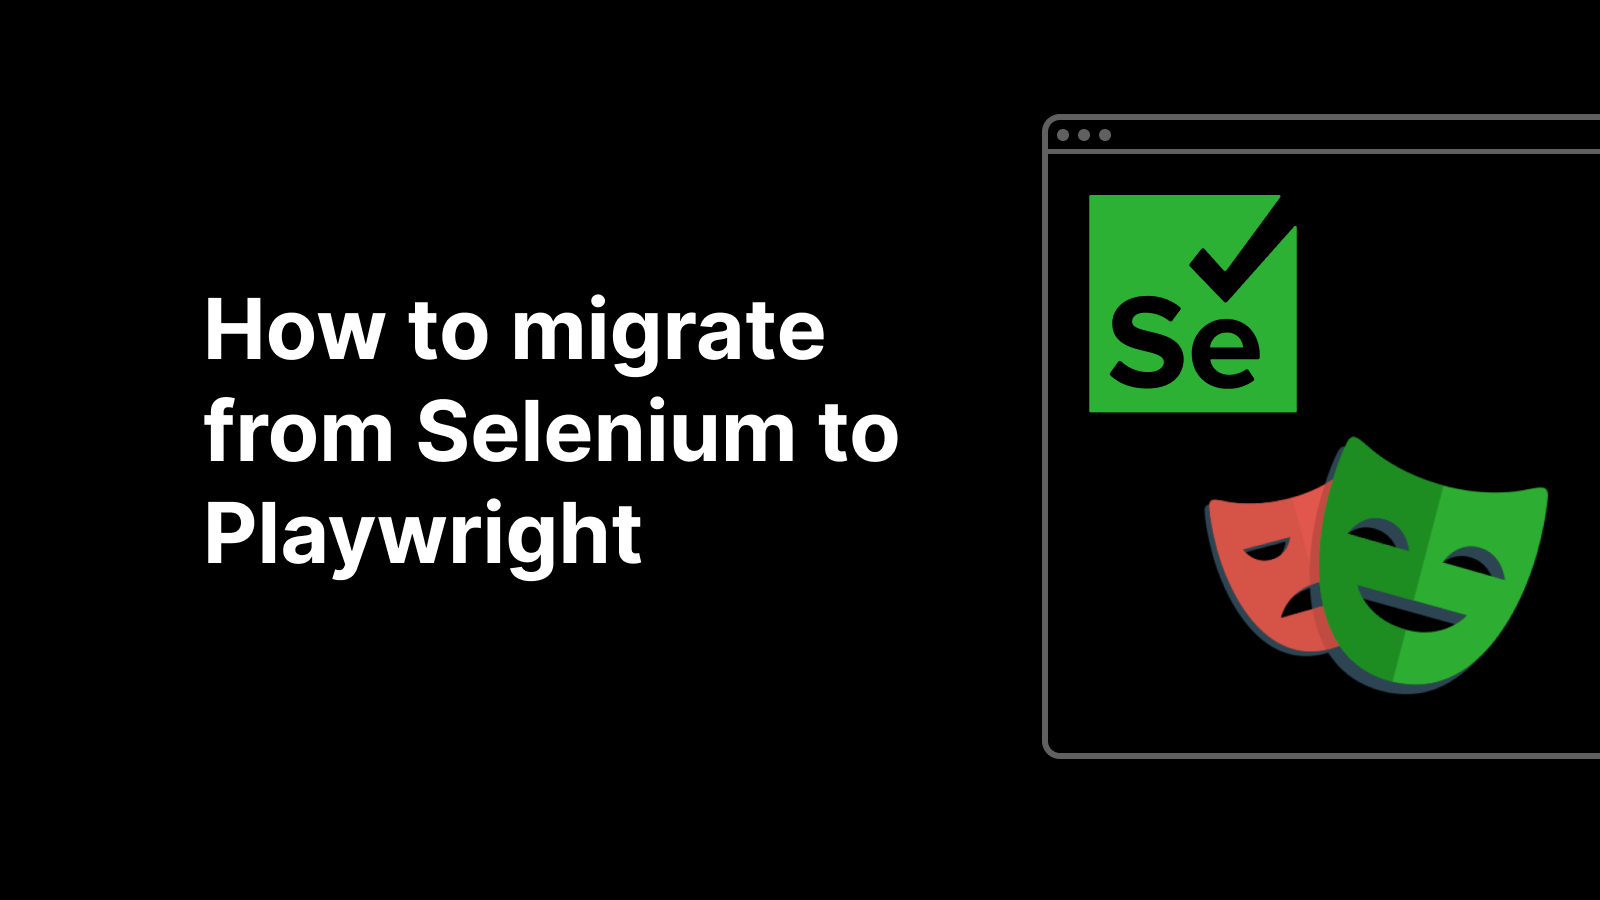 How to migrate
from Selenium to
Playwright
Se